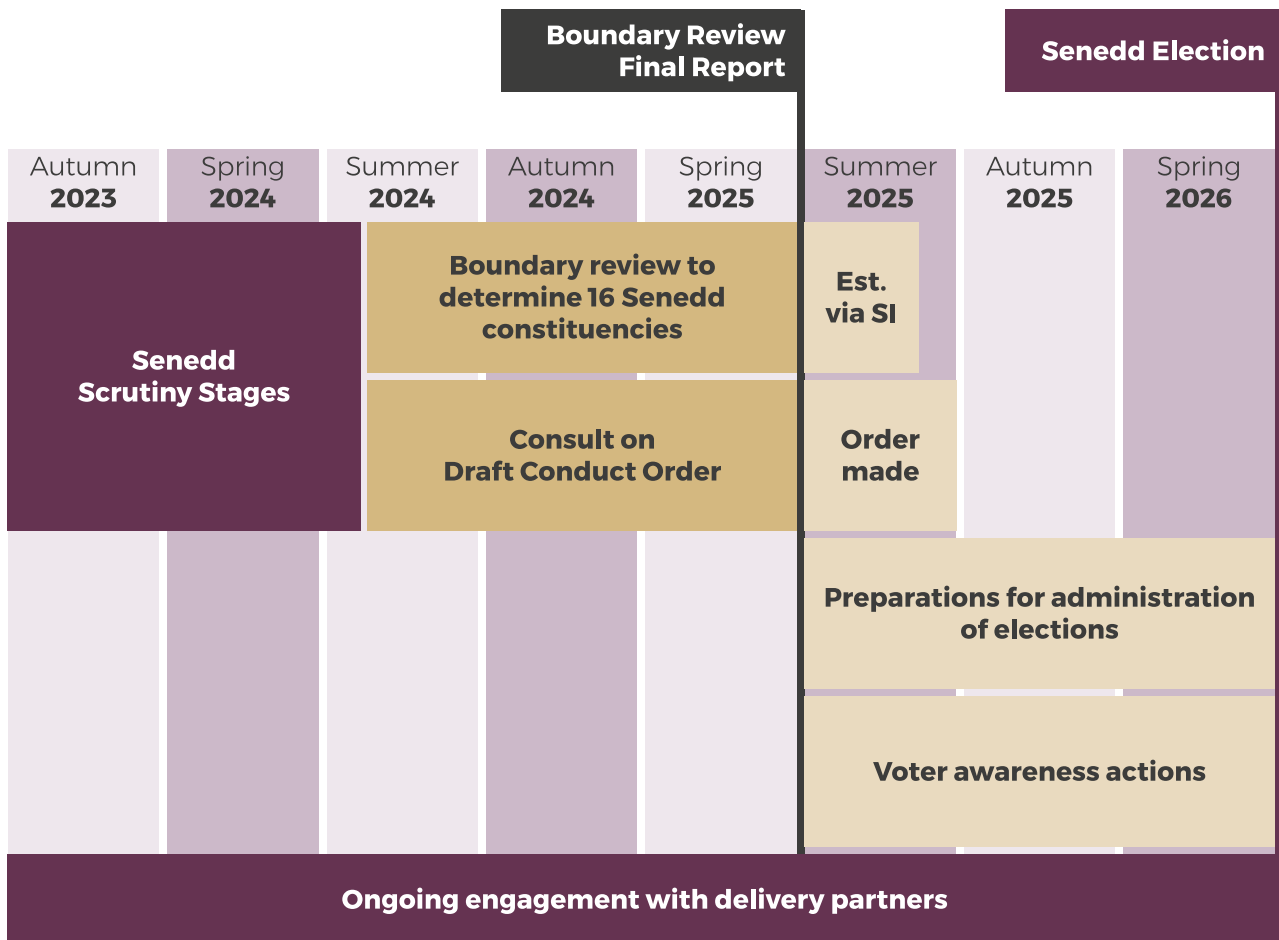 Boundary Review
Final Report
Senedd Election
Autumn
2023
Spring
2024
Summer
2024
Autumn
2024
Spring
2025
Summer
2025
Autumn
2025
Spring
2026
Senedd
Scrutiny Stages
Boundary review to
determine 16 Senedd
constituencies
Est.
via SI
Consult on
Draft Conduct Order
Order
made
Preparations for administration
of elections
Voter awareness actions
Ongoing engagement with delivery partners